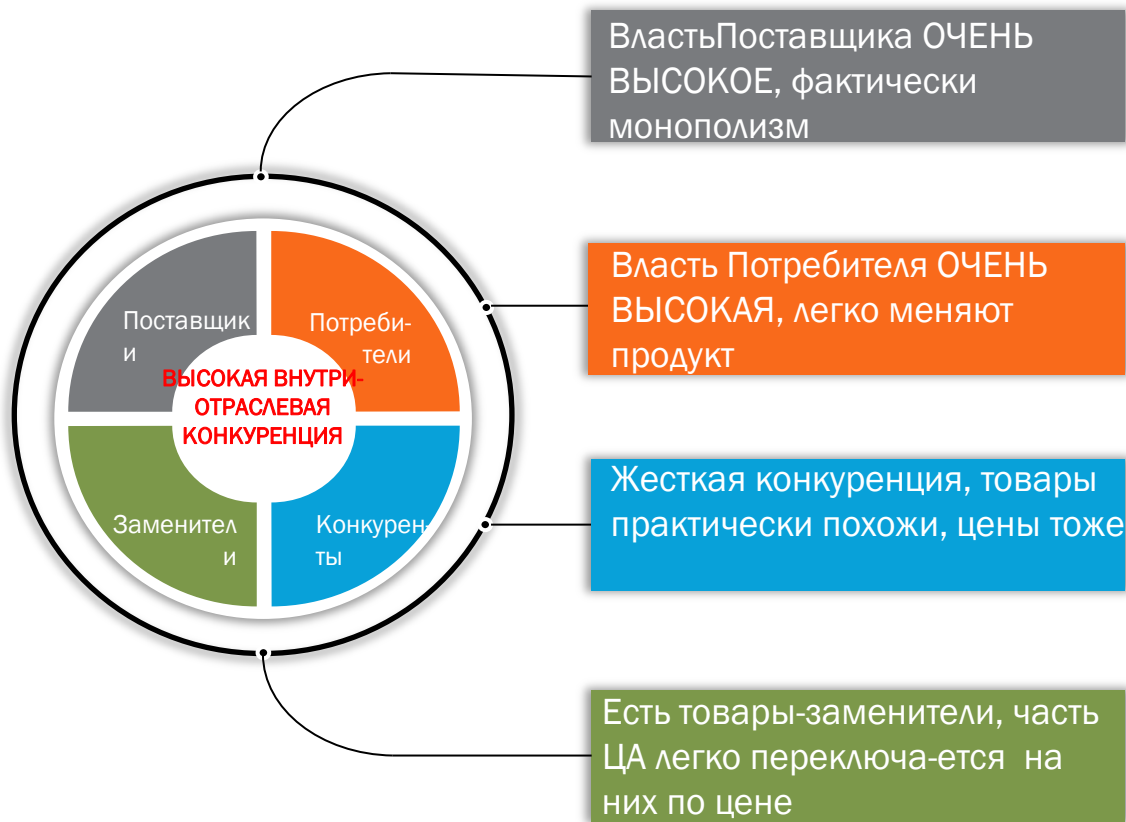 ВластьПоставщика ОЧЕНЬ
ВЫСОКОЕ, фактически
монополизм
Власть Потребителя ОЧЕНЬ
ВЫСОКАЯ, легко меняют
продукт
Поставщик
и
Потреби-
тели
ВЫСОКАЯ ВНУТРИ-
ОТРАСЛЕВАЯ
КОНКУРЕНЦИЯ
Заменител
и
Конкурен-
ты
Жесткая конкуренция, товары
практически похожи, цены тоже
Есть товары-заменители, часть
ЦА легко переключа-ется на
них по цене